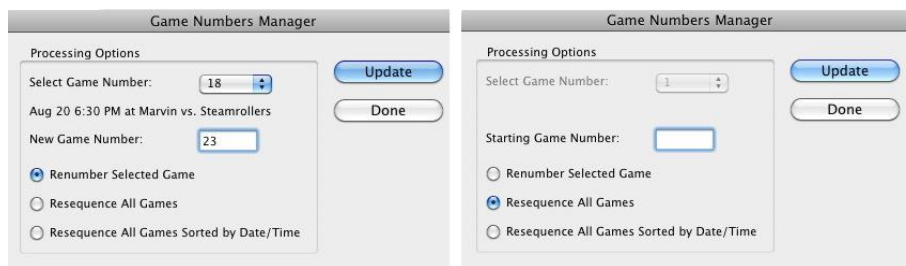 Game Numbers Manager
Processing Options
Select Game Number: 18
Update
Aug 20 6:30 PM at Marvin vs. Steamrollers
Done
New Game Number: 23
Renumber Selected Game
Resequence All Games
Resequence All Games Sorted by Date/Time
Game Numbers Manager
Processing Options
Select Game Number: 1
Update
Done
Starting Game Number:
Renumber Selected Game
Resequence All Games
Resequence All Games Sorted by Date/Time